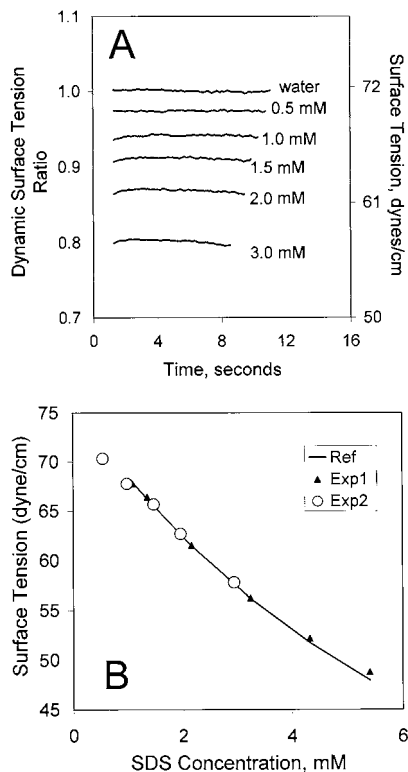 A
Dynamic Surface Tension
Ratio
1.1
1.0
0.9
0.8
0.7
water
0.5 mM
1.0 mM
1.5 mM
2.0 mM
3.0 mM
72
61
50
Surface Tension, dynes/cm
0 4 8 12 16
Time, seconds
B
Surface Tension (dyne/cm)
75
70
65
60
55
50
45
Ref
Exp1
Exp2
0 2 4 6
SDS Concentration, mM